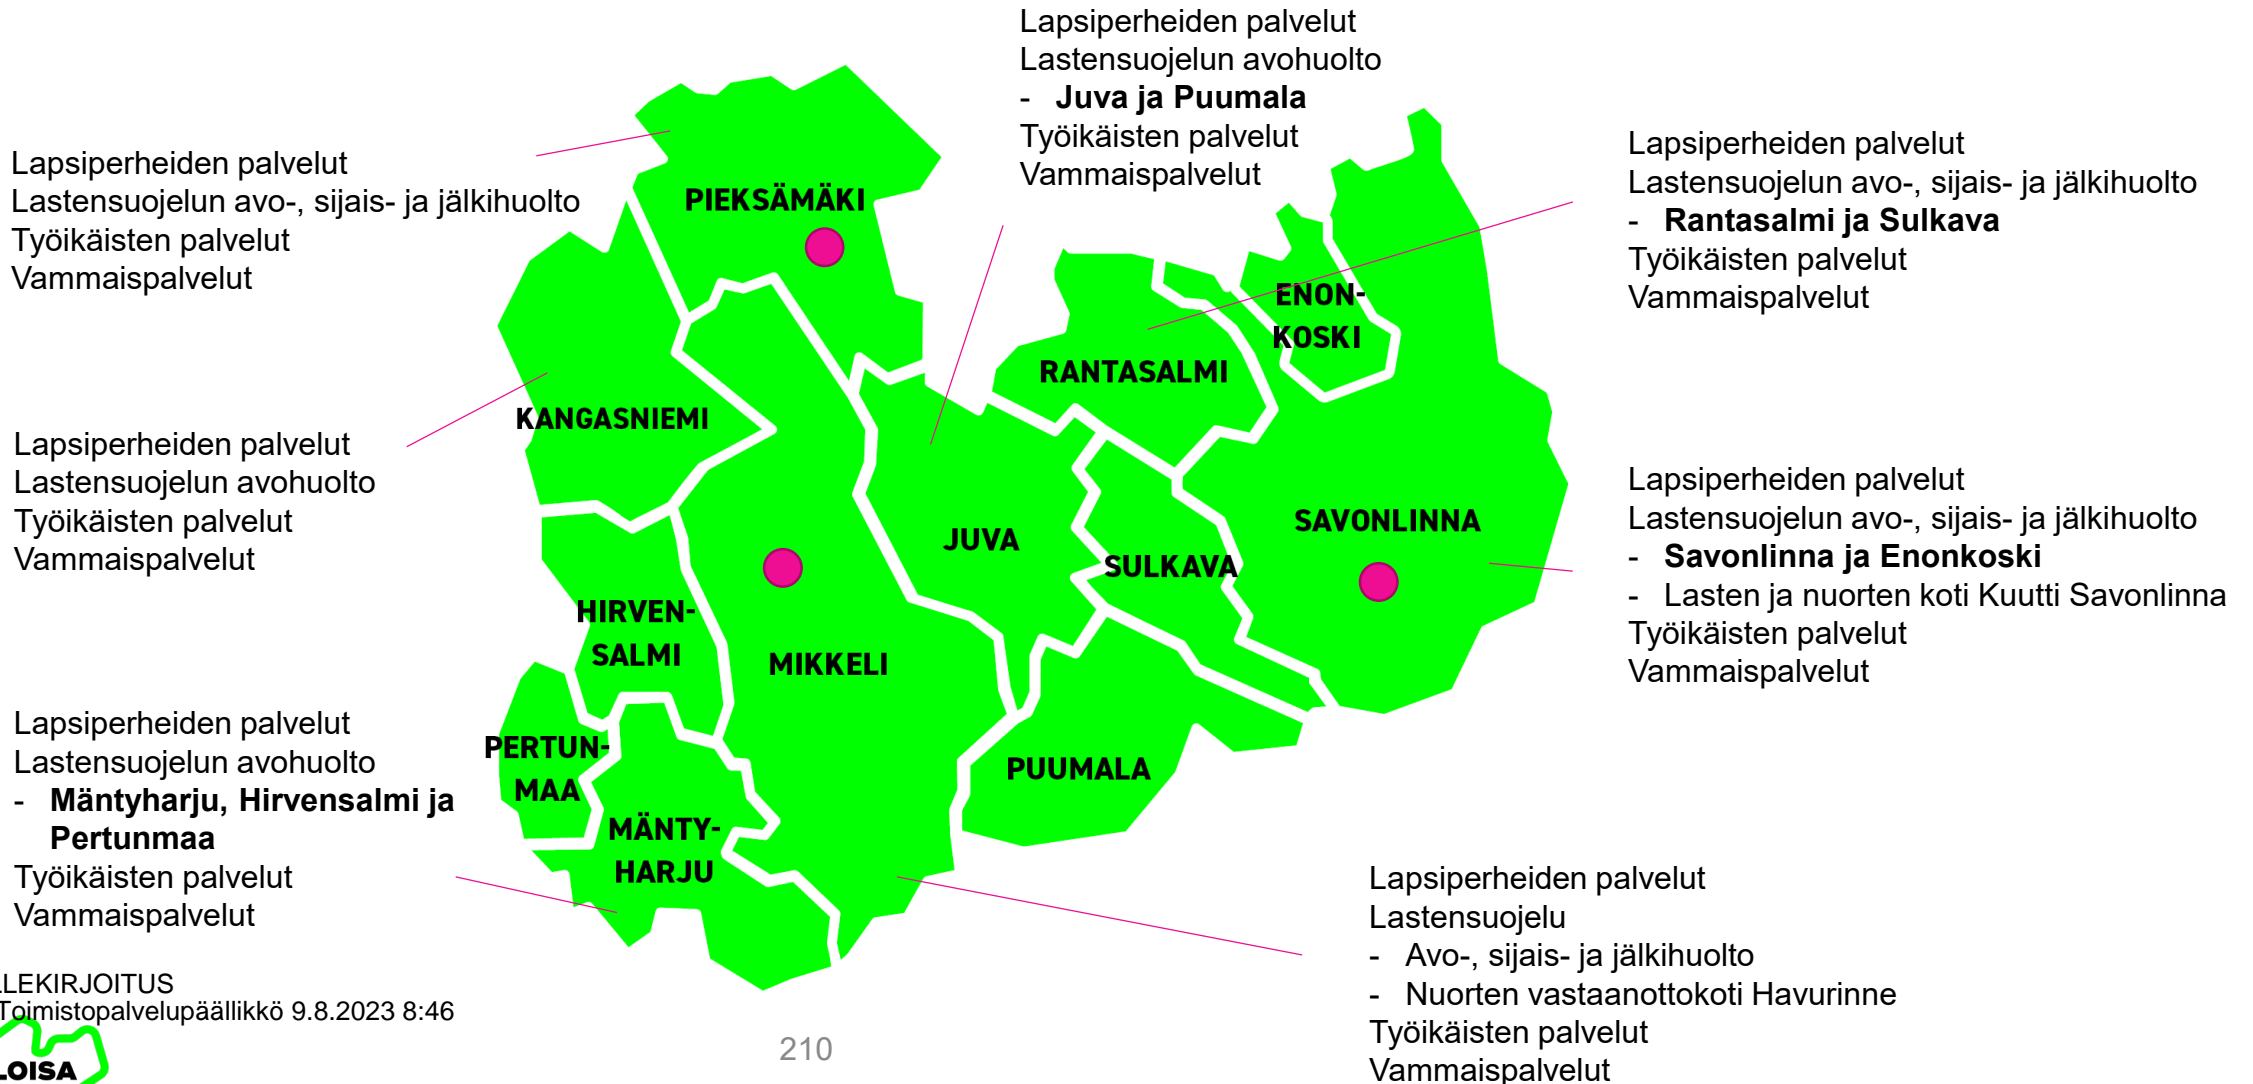 Lapsiperheiden palvelut
Lastensuojelun avohuolto
- Juva ja Puumala
Työikäisten palvelut
Vammaispalvelut
Lapsiperheiden palvelut
Lastensuojelun avo-, sijais- ja jälkihuolto
Työikäisten palvelut
Vammaispalvelut
Lapsiperheiden palvelut
Lastensuojelun avo-, sijais- ja jälkihuolto
- Rantasalmi ja Sulkava
Työikäisten palvelut
Vammaispalvelut
PIEKSÄMÄKI
ENON-
KOSKI
RANTASALMI
KANGASNIEMI
Lapsiperheiden palvelut
Lastensuojelun avohuolto
Työikäisten palvelut
Vammaispalvelut
SAVONLINNA
JUVA
SULKAVA
Lapsiperheiden palvelut
Lastensuojelun avo-, sijais- ja jälkihuolto
- Savonlinna ja Enonkoski
- Lasten ja nuorten koti Kuutti Savonlinna
Työikäisten palvelut
Vammaispalvelut
HIRVEN-
SALMI
MIKKELI
PERTUN-
MAA
PUUMALA
MÄNTY-
HARJU
Lapsiperheiden palvelut
Lastensuojelun avohuolto
- Mäntyharju, Hirvensalmi ja
Pertunmaa
Työikäisten palvelut
Vammaispalvelut
Lapsiperheiden palvelut
Lastensuojelu
- Avo-, sijais- ja jälkihuolto
- Nuorten vastaanottokoti Havurinne
Työikäisten palvelut
Vammaispalvelut
LLEKIRJOITUS
Toimistopalvelupäällikkö 9.8.2023 8:46
LOISA
210